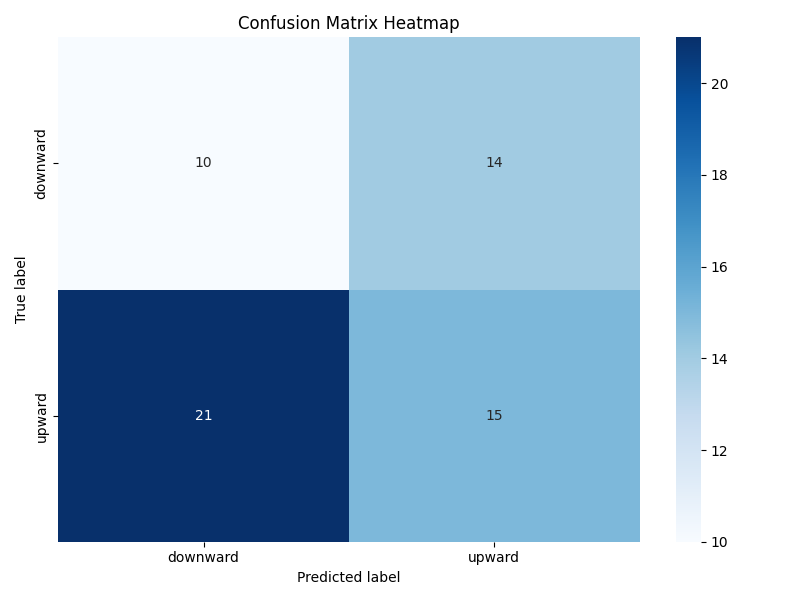 Confusion Matrix Heatmap
True label
downward
upward
10
14
21
15
downward
upward
Predicted label
20
18
16
14
12
10